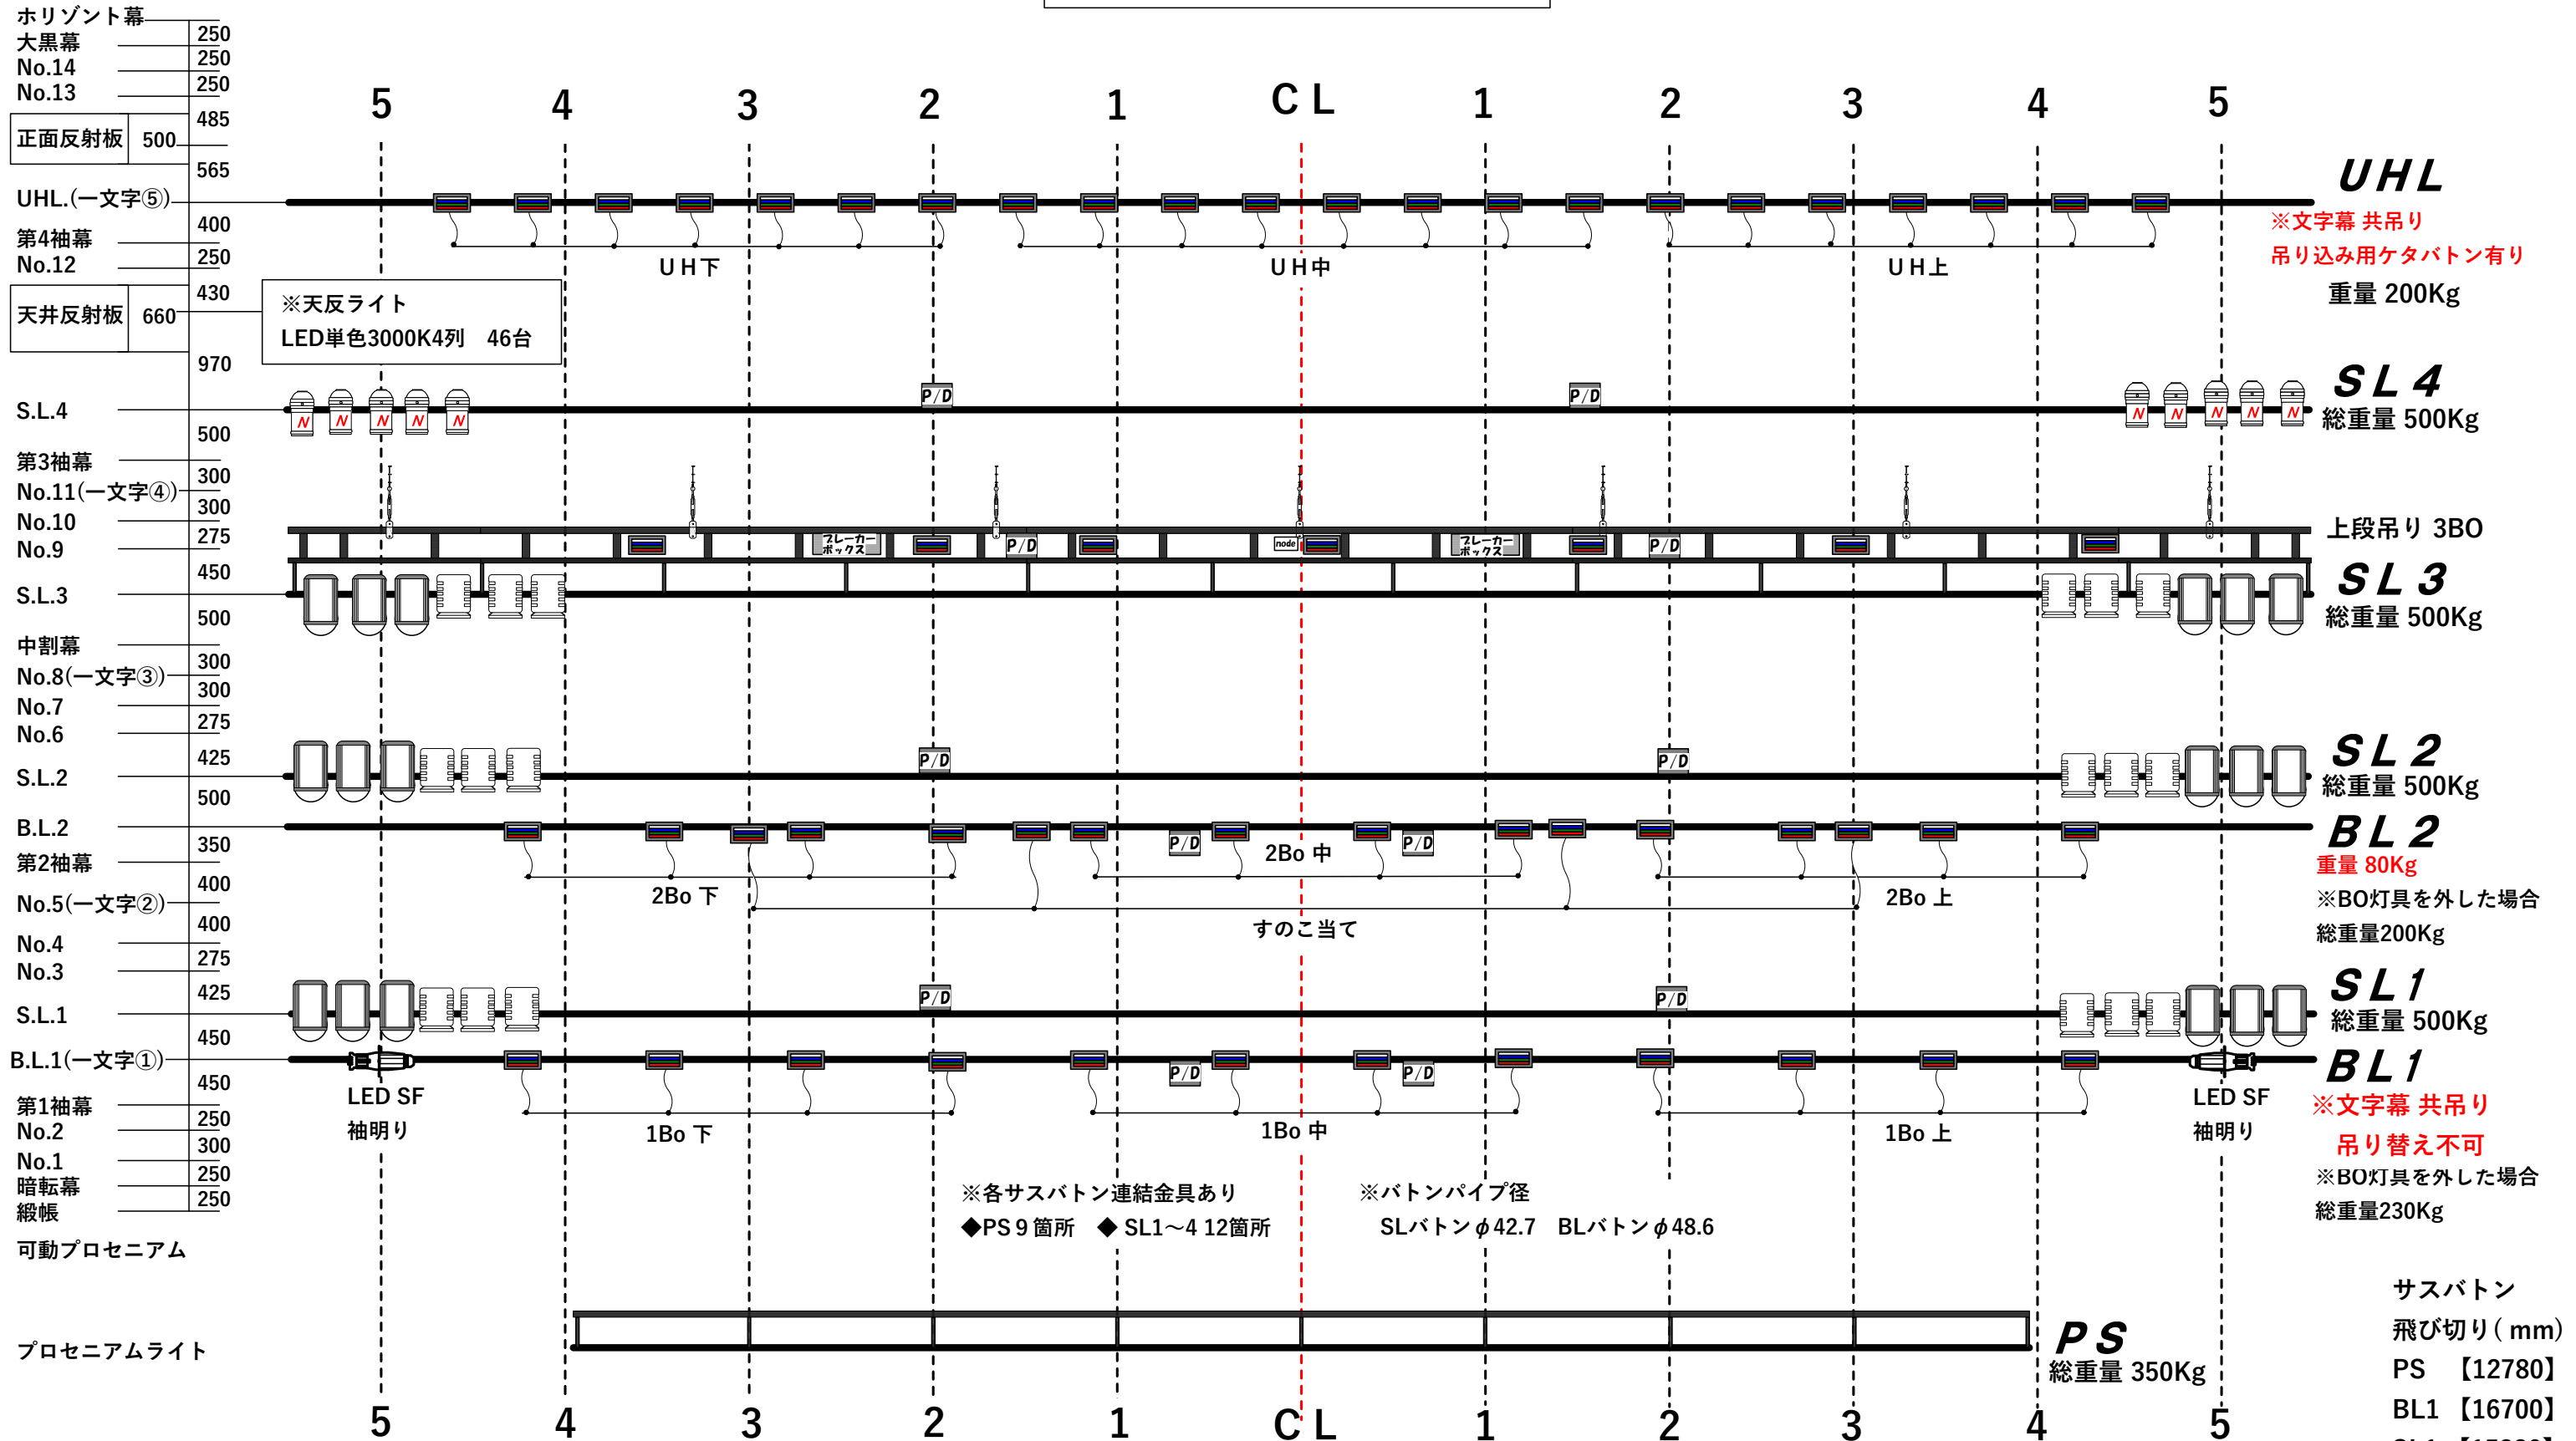 ホリゾント幕
250
大黒幕
250
No.14
250
No.13
485
正面反射板 500
565
UHL.(一文字⑤)
400
第4袖幕
250
No.12
430
天井反射板 660
970
S.L.4
500
第3袖幕
300
No.11(一文字④)
300
No.10
275
No.9
450
S.L.3
500
中割幕
300
No.8(一文字③)
300
No.7
275
No.6
425
S.L.2
500
B.L.2
350
第2袖幕
400
No.5(一文字②)
400
No.4
275
No.3
425
S.L.1
450
B.L.1(一文字①)
450
第1袖幕
250
No.2
300
No.1
250
暗転幕
250
緞帳
可動プロセニアム
プロセニアムライト
5 4 3 2 1 CL 1 2 3 4 5
UHL
※文字幕 共吊り
吊り込み用ケタバトン有り
重量 200Kg
UH下 UH中 UH上
※天反ライト
LED単色3000K4列 46台
P/D P/D
N N N N N N N N N N
SL4
総重量 500Kg
上段吊り 3BO
ブレーカーボックス P/D node ブレーカーボックス P/D
SL3
総重量 500Kg
P/D P/D
SL2
総重量 500Kg
P/D P/D
2Bo 下 2Bo 中 2Bo 上
すのこ当て
BL2
重量 80Kg
※BO灯具を外した場合
総重量200Kg
P/D P/D
SL1
総重量 500Kg
P/D P/D
LED SF
袖明り
1Bo 下 1Bo 中 1Bo 上
LED SF
袖明り
BL1
※文字幕 共吊り
吊り替え不可
※BO灯具を外した場合
総重量230Kg
※各サスバトン連結金具あり
◆PS 9 箇所 ◆ SL1～4 12箇所
※バトンパイプ径
SLバトンφ42.7 BLバトンφ48.6
PS
総重量 350Kg
サスバトン
飛び切り( mm)
PS 【12780】
BL1 【16700】
5 4 3 2 1 CL 1 2 3 4 5